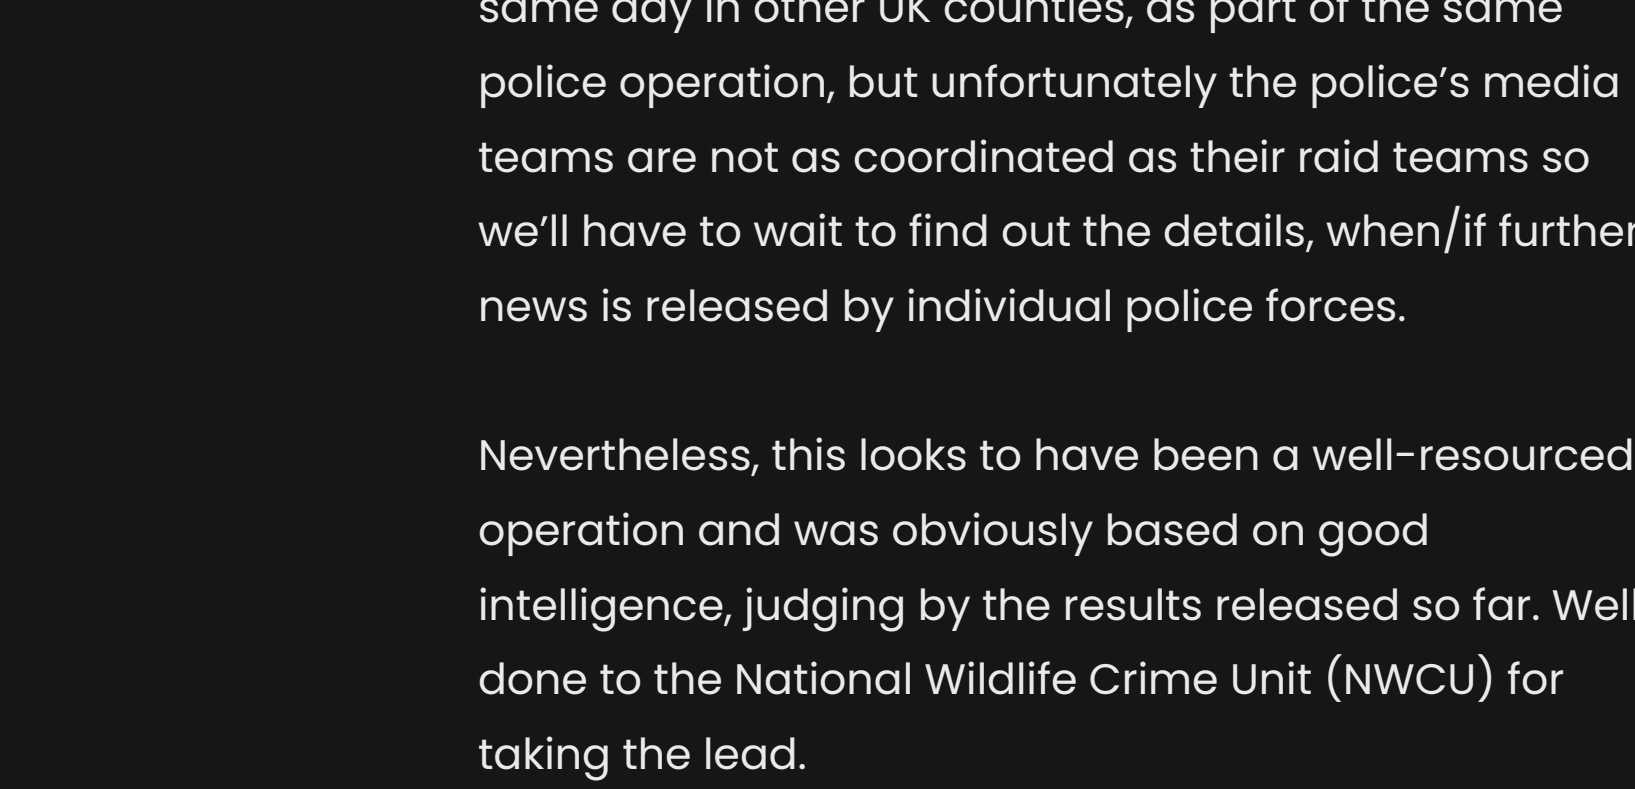 same day in other UK counties, as part of the same
police operation, but unfortunately the police’s media
teams are not as coordinated as their raid teams so
we’ll have to wait to find out the details, when/if further
news is released by individual police forces.
Nevertheless, this looks to have been a well-resourced
operation and was obviously based on good
intelligence, judging by the results released so far. Well
done to the National Wildlife Crime Unit (NWCU) for
taking the lead.